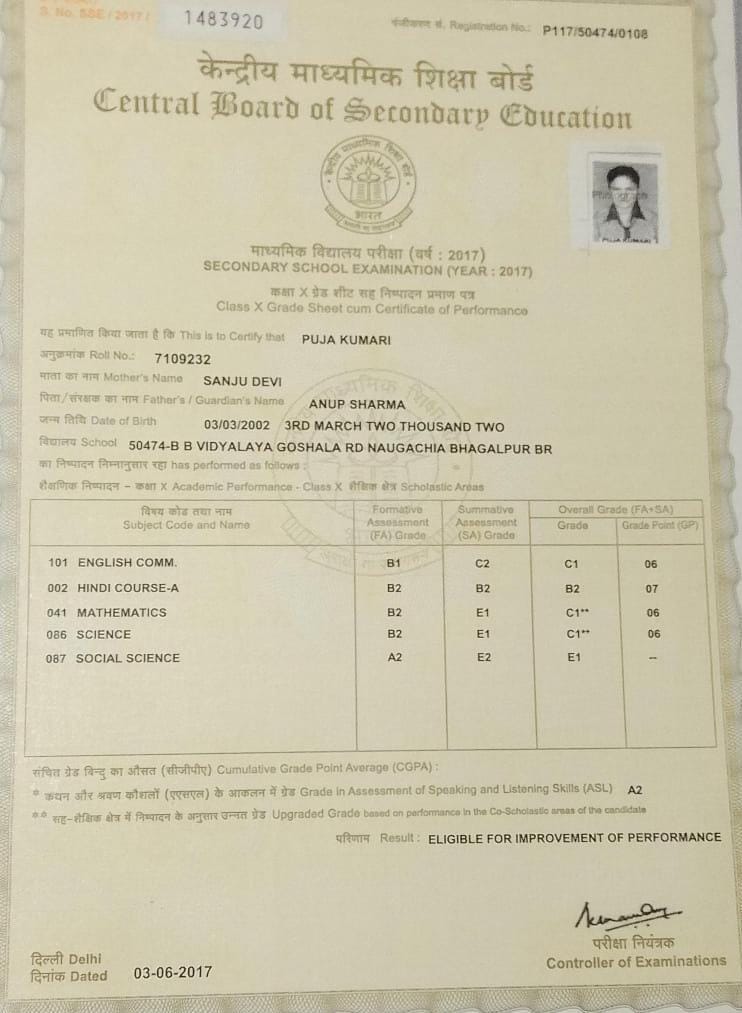 S. No. SSE / 2017 / 1483920
पंजीकरण सं. Registration No.: P117/50474/0108
केन्द्रीय माध्यमिक शिक्षा बोर्ड
Central Board of Secondary Education
केन्द्रीय माध्यमिक शिक्षा बोर्ड
भारत
PUJA KUMARI
माध्यमिक विद्यालय परीक्षा (वर्ष : 2017)
SECONDARY SCHOOL EXAMINATION (YEAR : 2017)
कक्षा X ग्रेड शीट सह निष्पादन प्रमाण पत्र
Class X Grade Sheet cum Certificate of Performance
यह प्रमाणित किया जाता है कि This is to Certify that PUJA KUMARI
अनुक्रमांक Roll No.: 7109232
माता का नाम Mother's Name SANJU DEVI
पिता/संरक्षक का नाम Father's / Guardian's Name ANUP SHARMA
जन्म तिथि Date of Birth 03/03/2002 3RD MARCH TWO THOUSAND TWO
विद्यालय School 50474-B B VIDYALAYA GOSHALA RD NAUGACHIA BHAGALPUR BR
का निष्पादन निम्नानुसार रहा has performed as follows :
शैक्षणिक निष्पादन – कक्षा X Academic Performance - Class X शैक्षिक क्षेत्र Scholastic Areas
विषय कोड तथा नाम Subject Code and Name Formative Assessment (FA) Grade Summative Assessment (SA) Grade Overall Grade (FA+SA) Grade Grade Point (GP)
101 ENGLISH COMM. B1 C2 C1 06
002 HINDI COURSE-A B2 B2 B2 07
041 MATHEMATICS B2 E1 C1** 06
086 SCIENCE B2 E1 C1** 06
087 SOCIAL SCIENCE A2 E2 E1 --
संचित ग्रेड बिन्दु का औसत (सीजीपीए) Cumulative Grade Point Average (CGPA) :
* कथन और श्रवण कौशलों (एएसएल) के आकलन में ग्रेड Grade in Assessment of Speaking and Listening Skills (ASL) A2
** सह-शैक्षिक क्षेत्र में निष्पादन के अनुसार उन्नत ग्रेड Upgraded Grade based on performance in the Co-Scholastic areas of the candidate
परिणाम Result : ELIGIBLE FOR IMPROVEMENT OF PERFORMANCE
दिल्ली Delhi
दिनांक Dated 03-06-2017
परीक्षा नियंत्रक
Controller of Examinations